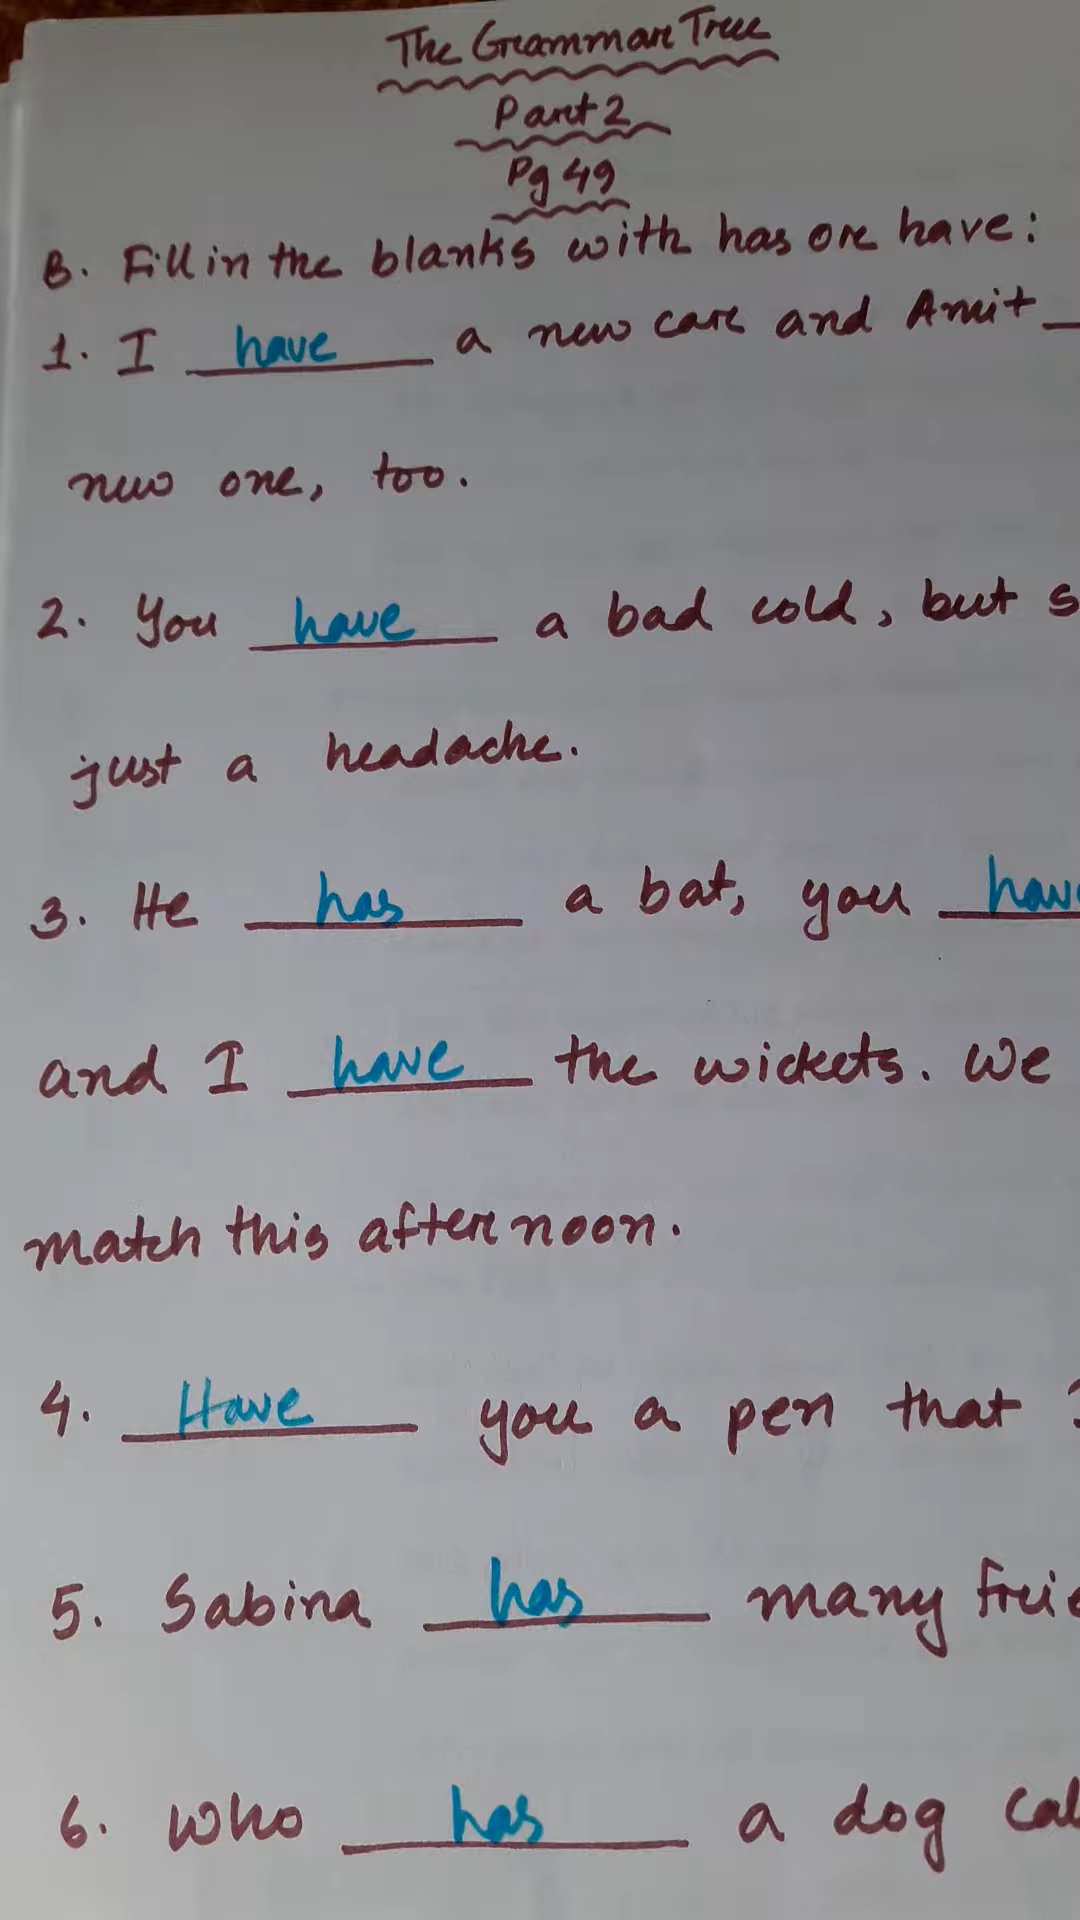 The Grammar Tree
Part 2
Pg 49
B. Fill in the blanks with has or have:
1. I have a new car and Amit
new one, too.
2. You have a bad cold, but
just a headache.
3. He has a bat, you have
and I have the wickets. We
match this afternoon.
4. Have you a pen that
5. Sabina has many
6. Who has a dog